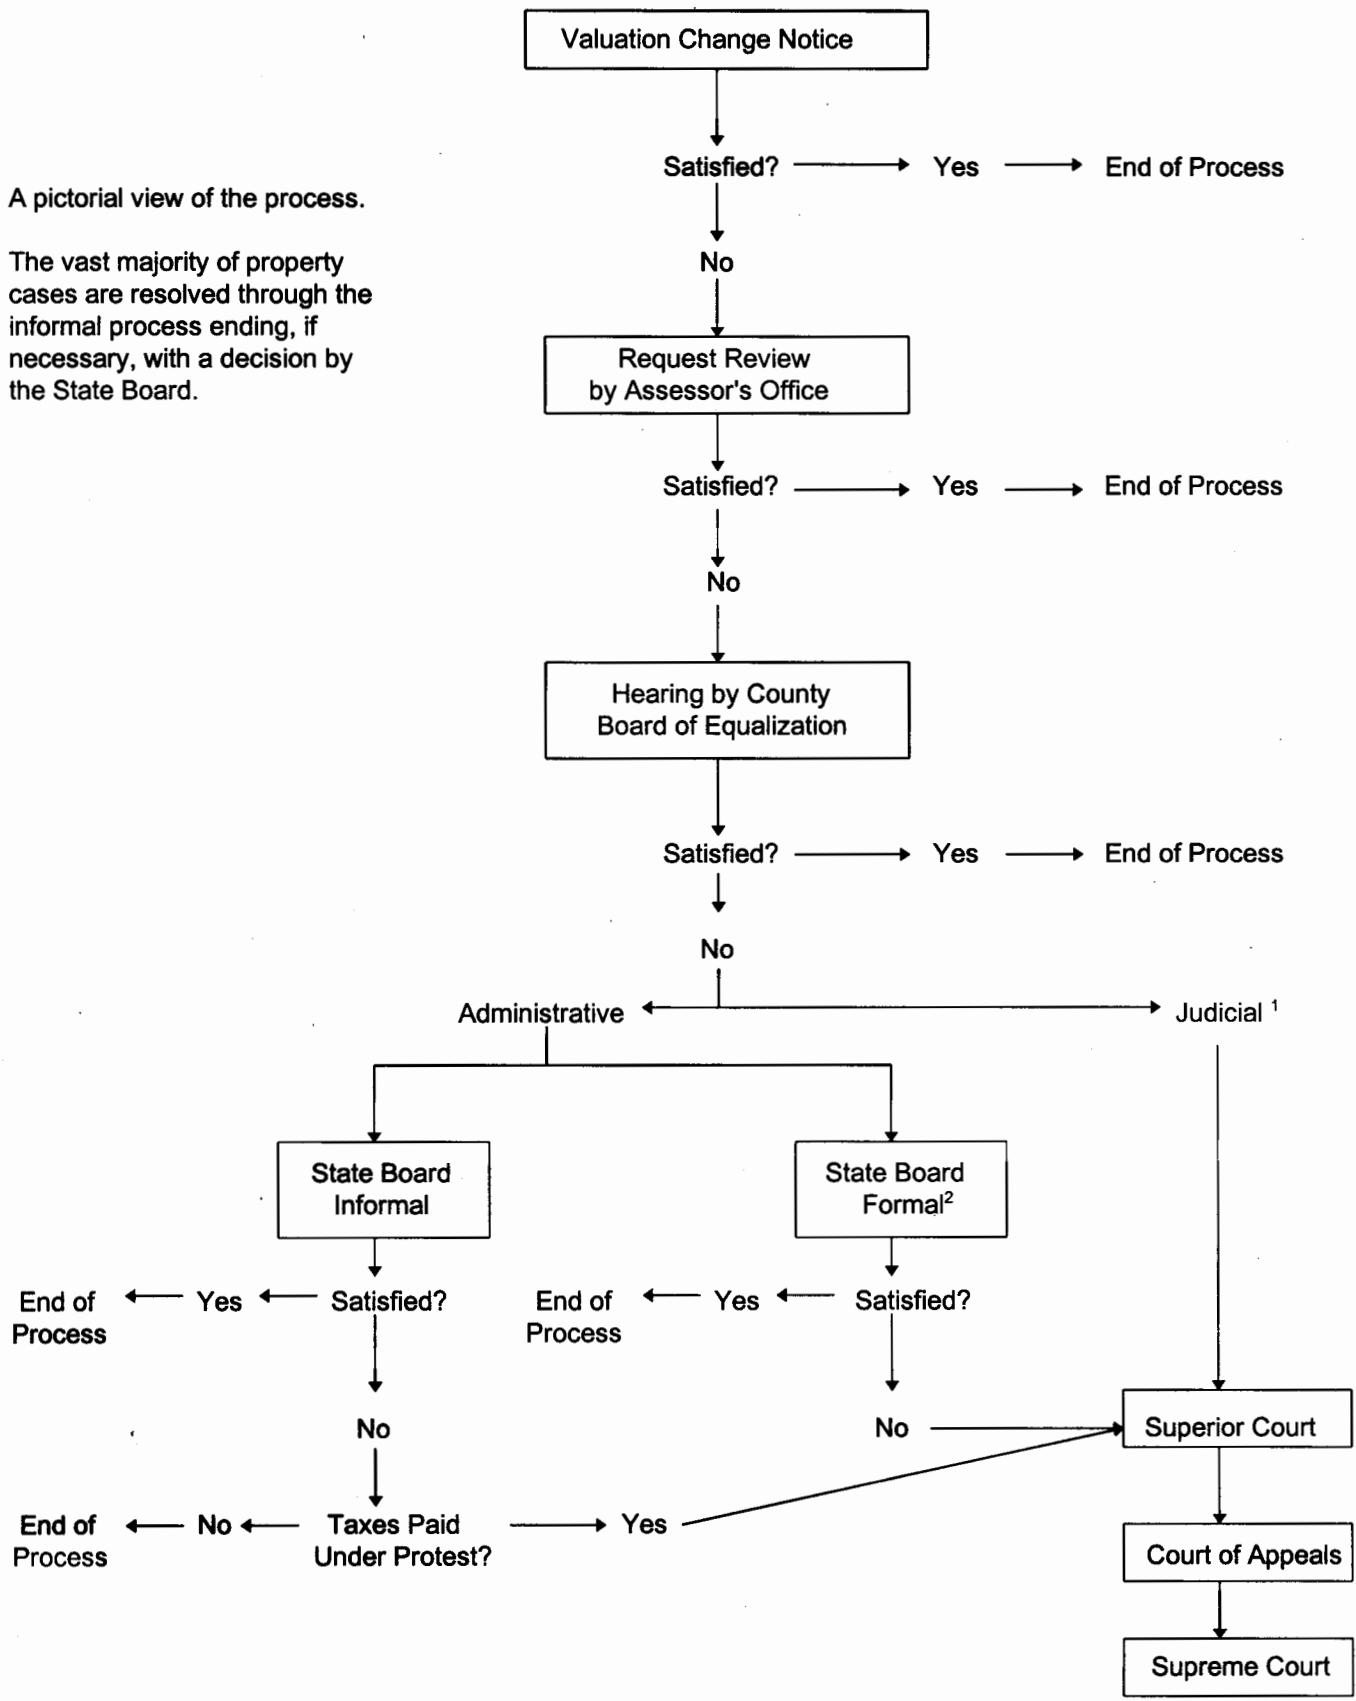 Valuation Change Notice
Satisfied? Yes End of Process
A pictorial view of the process.
No
The vast majority of property
cases are resolved through the
informal process ending, if
necessary, with a decision by
the State Board.
Request Review
by Assessor's Office
Satisfied? Yes End of Process
No
Hearing by County
Board of Equalization
Satisfied? Yes End of Process
No
Administrative
Judicial ¹
State Board
Informal
State Board
Formal²
End of
Process
Yes
Satisfied?
End of
Process
Yes
Satisfied?
No
No
Superior Court
End of
Process
No
Taxes Paid
Under Protest?
Yes
Court of Appeals
Supreme Court